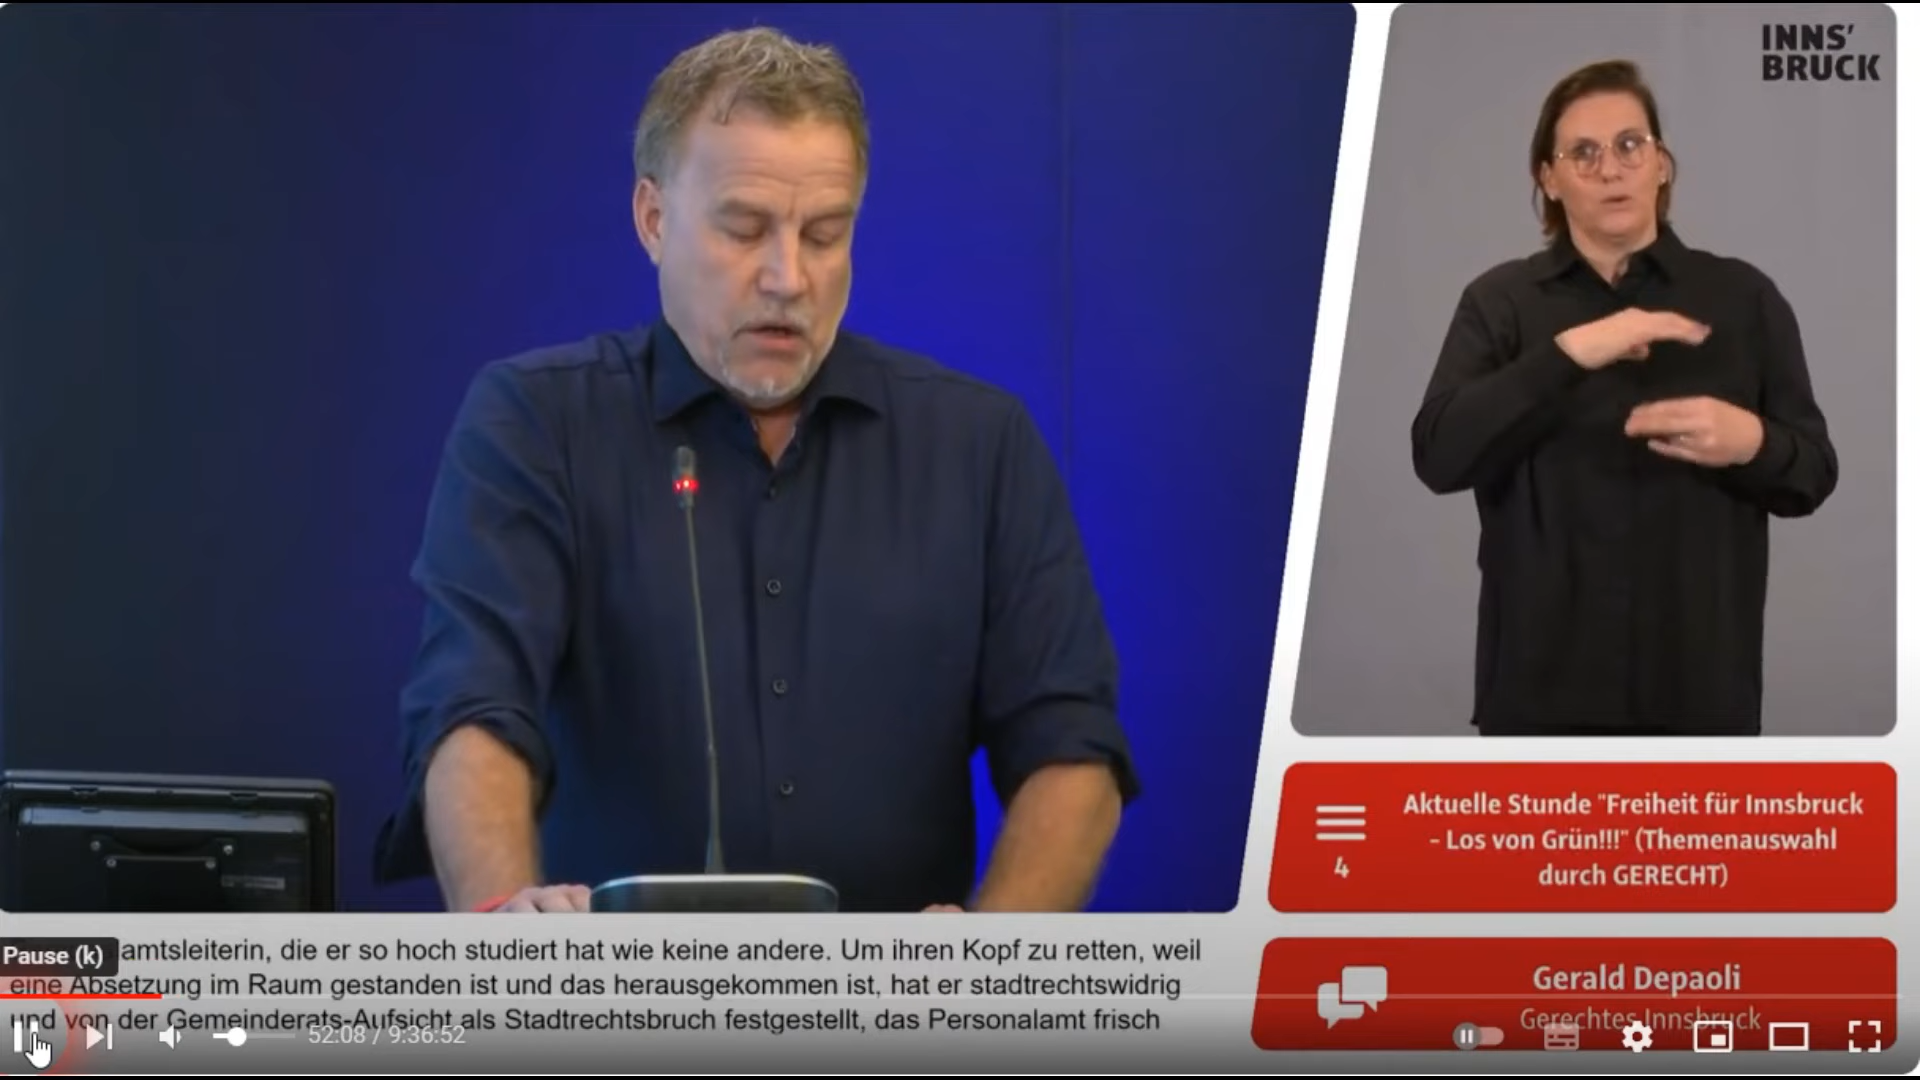 INNS'
BRUCK
Aktuelle Stunde "Freiheit für Innsbruck
- Los von Grün!!!" (Themenauswahl
durch GERECHT)
4
Gerald Depaoli
Gerechtes Innsbruck
Pause (k)
amtsleiterin, die er so hoch studiert hat wie keine andere. Um ihren Kopf zu retten, weil
eine Absetzung im Raum gestanden ist und das herausgekommen ist, hat er stadtrechtswidrig
und von der Gemeinderats-Aufsicht als Stadtrechtsbruch festgestellt, das Personalamt frisch
52:08 / 9:36:52